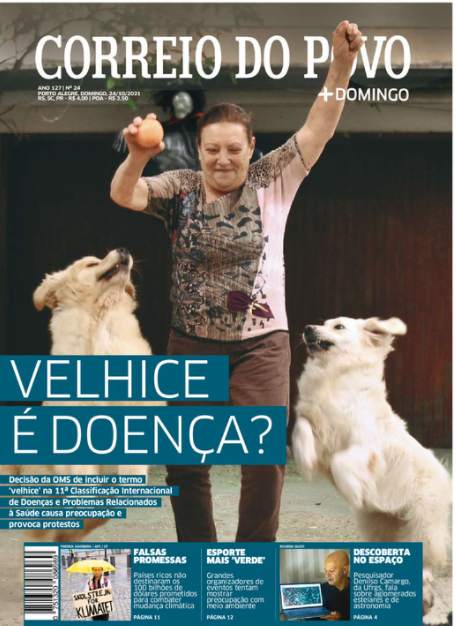 CORREIO DO POVO
+DOMINGO
ANO 127 | Nº 24
PORTO ALEGRE, DOMINGO, 24/10/2021
RS, SC, PR - R$ 4,00 | POA - R$ 3,50
VELHICE
É DOENÇA?
Decisão da OMS de incluir o termo
'velhice' na 11ª Classificação Internacional
de Doenças e Problemas Relacionados
à Saúde causa preocupação e
provoca protestos
SKOLSTREJK
FÖR
KLIMATET
FALSAS
PROMESSAS
Países ricos não
destinaram os
100 bilhões de
dólares prometidos
para combater
mudança climática
PÁGINA 11
ESPORTE
MAIS 'VERDE'
Grandes
organizadores de
eventos tentam
mostrar
preocupação com
meio ambiente
PÁGINA 12
DESCOBERTA
NO ESPAÇO
Pesquisador
Denilso Camargo,
da Ufrgs, fala
sobre aglomerados
estelares e de
astronomia
PÁGINA 4